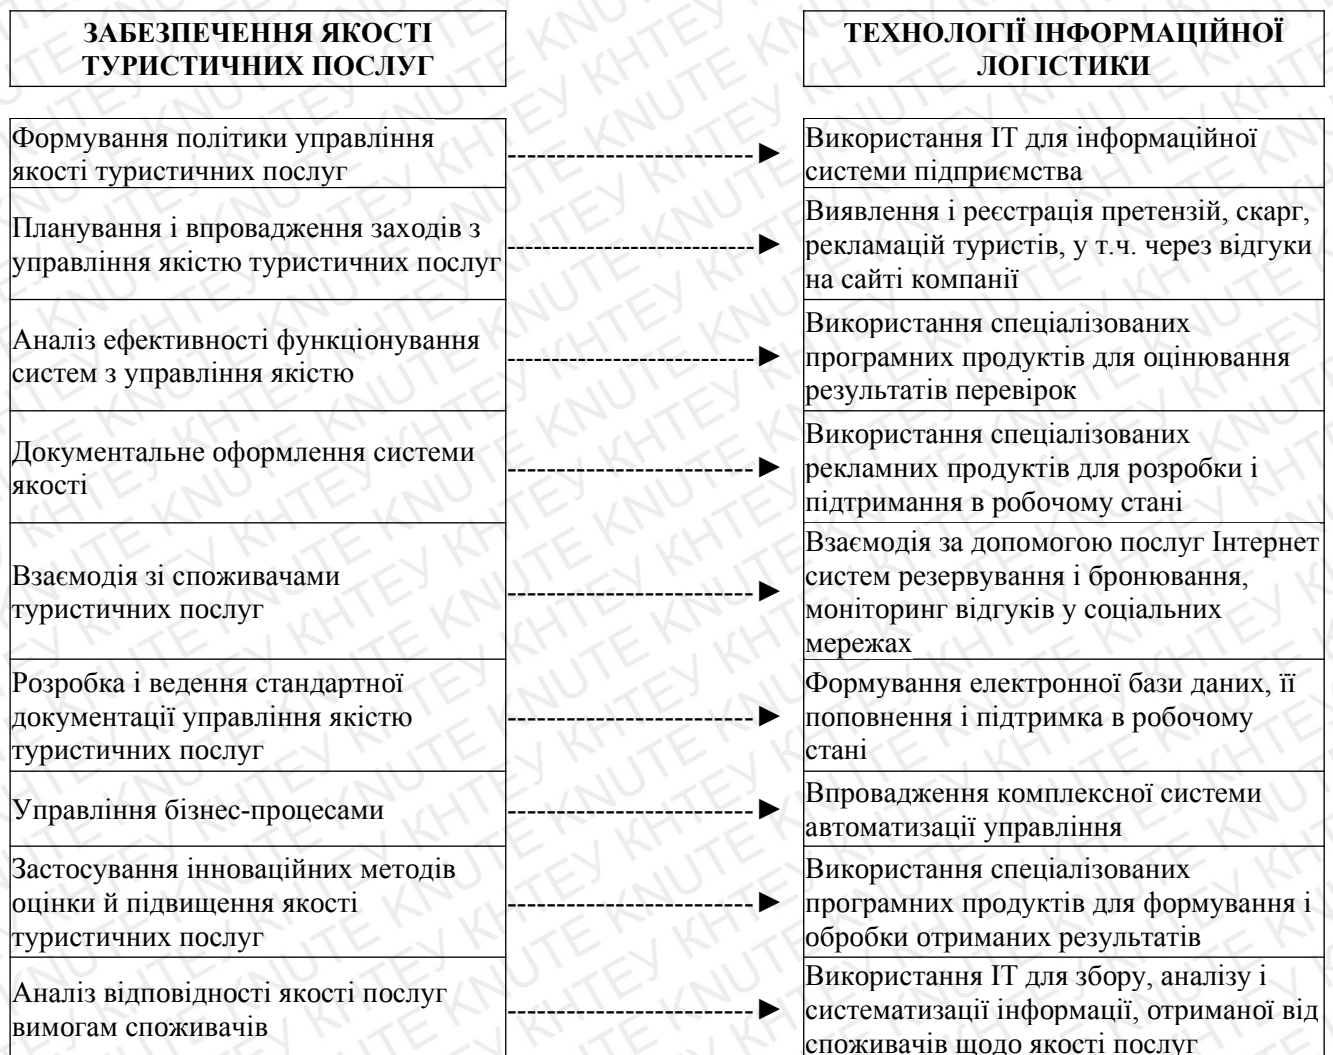 ЗАБЕЗПЕЧЕННЯ ЯКОСТІ
ТУРИСТИЧНИХ ПОСЛУГ
ТЕХНОЛОГІЇ ІНФОРМАЦІЙНОЇ
ЛОГІСТИКИ
Формування політики управління
якості туристичних послуг
Використання ІТ для інформаційної
системи підприємства
Планування і впровадження заходів з
управління якістю туристичних послуг
Виявлення і реєстрація претензій, скарг,
рекламацій туристів, у т.ч. через відгуки
на сайті компанії
Аналіз ефективності функціонування
систем з управління якістю
Використання спеціалізованих
програмних продуктів для оцінювання
результатів перевірок
Документальне оформлення системи
якості
Використання спеціалізованих
рекламних продуктів для розробки і
підтримання в робочому стані
Взаємодія зі споживачами
туристичних послуг
Взаємодія за допомогою послуг Інтернет
систем резервування і бронювання,
моніторинг відгуків у соціальних
мережах
Розробка і ведення стандартної
документації управління якістю
туристичних послуг
Формування електронної бази даних, її
поповнення і підтримка в робочому
стані
Управління бізнес-процесами
Впровадження комплексної системи
автоматизації управління
Застосування інноваційних методів
оцінки й підвищення якості
туристичних послуг
Використання спеціалізованих
програмних продуктів для формування і
обробки отриманих результатів
Аналіз відповідності якості послуг
вимогам споживачів
Використання ІТ для збору, аналізу і
систематизації інформації, отриманої від
споживачів щодо якості послуг